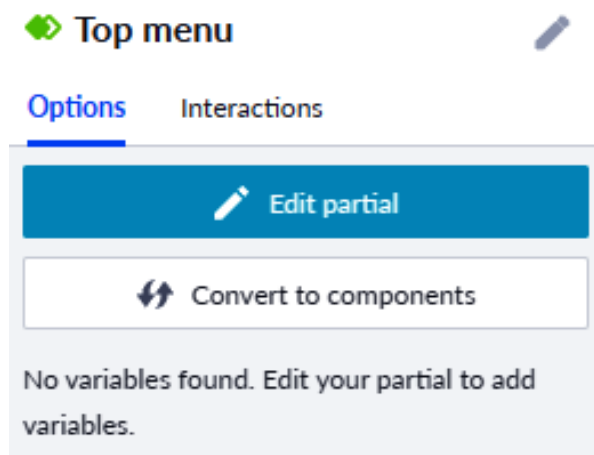 Top menu
Options Interactions
Edit partial
Convert to components
No variables found. Edit your partial to add
variables.